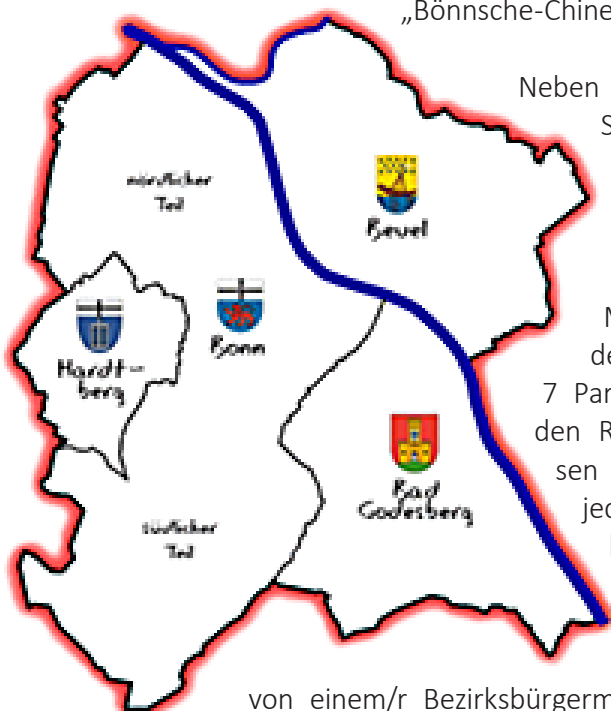 „Bönnsche-Chine
Neben
S
nördlicher
Teil
Beuel
Bonn
Hardt-
berg
N
de
7 Par
den R
sen
jed
Bad
Godesberg
südlicher
Teil
von einem/r Bezirksbürgerm